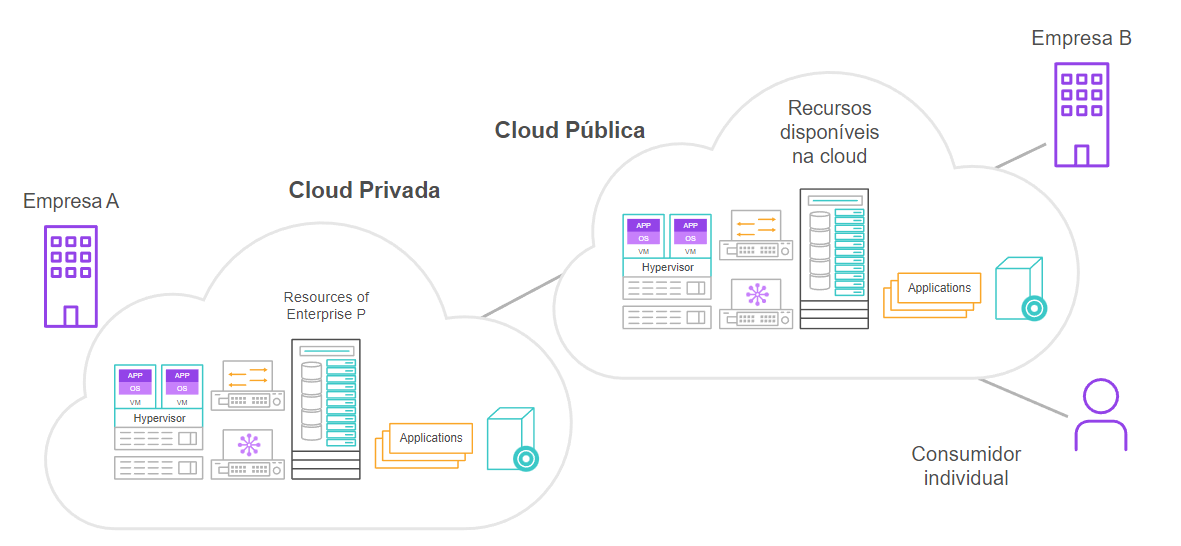 Empresa B
Cloud Pública
Recursos
disponíveis
na cloud
Cloud Privada
Empresa A
APP
APP
OS
OS
VM
VM
Hypervisor
Applications
Resources of
Enterprise P
APP
APP
OS
OS
VM
VM
Hypervisor
Applications
Consumidor
individual